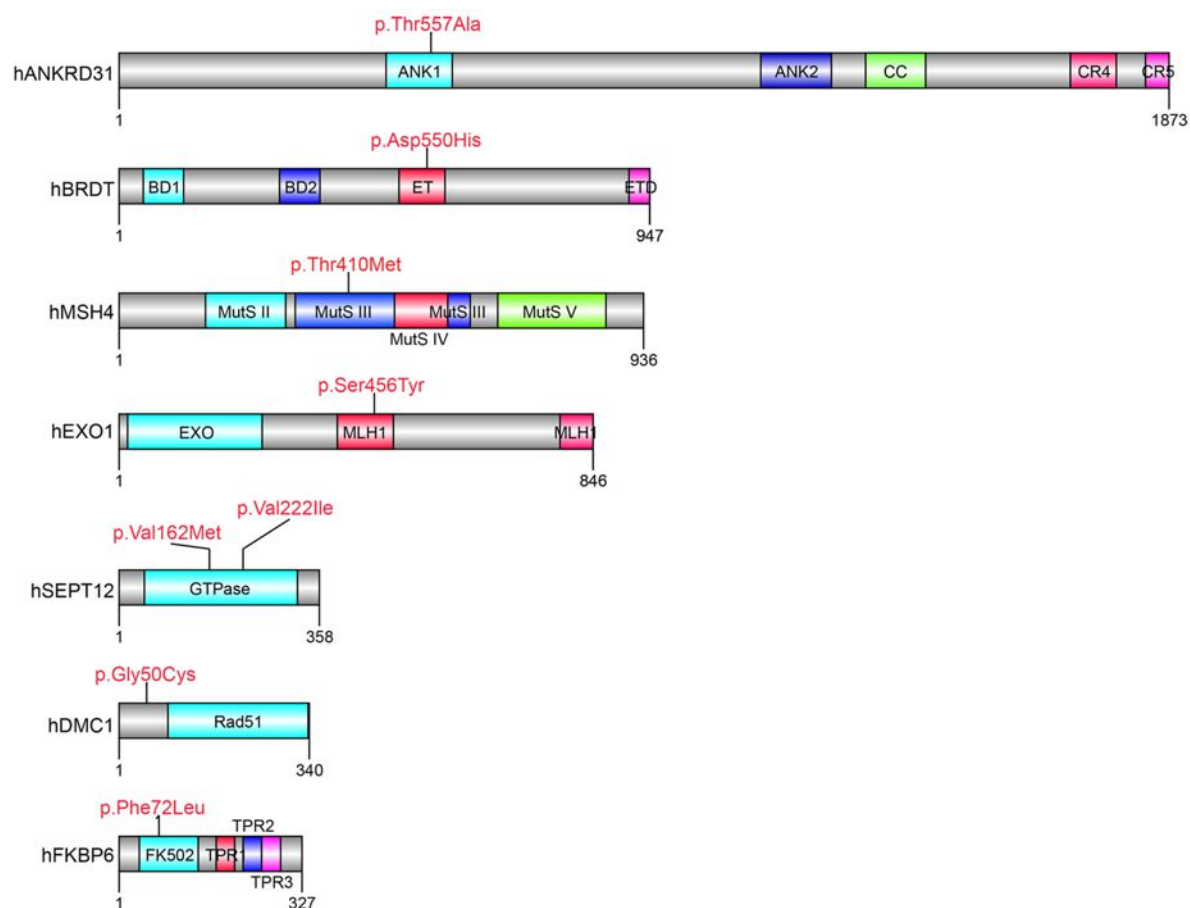 p.Thr557Ala
hANKRD31 ANK1 ANK2 CC CR4 CR5
1 1873
p.Asp550His
hBRDT BD1 BD2 ET ETD
1 947
p.Thr410Met
hMSH4 MutS II MutS III MutS III MutS V
MutS IV
1 936
p.Ser456Tyr
hEXO1 EXO MLH1 MLH1
1 846
p.Val222Ile
p.Val162Met
hSEPT12 GTPase
1 358
p.Gly50Cys
hDMC1 Rad51
1 340
p.Phe72Leu
TPR2
hFKBP6 FK502 TPR1
TPR3
1 327